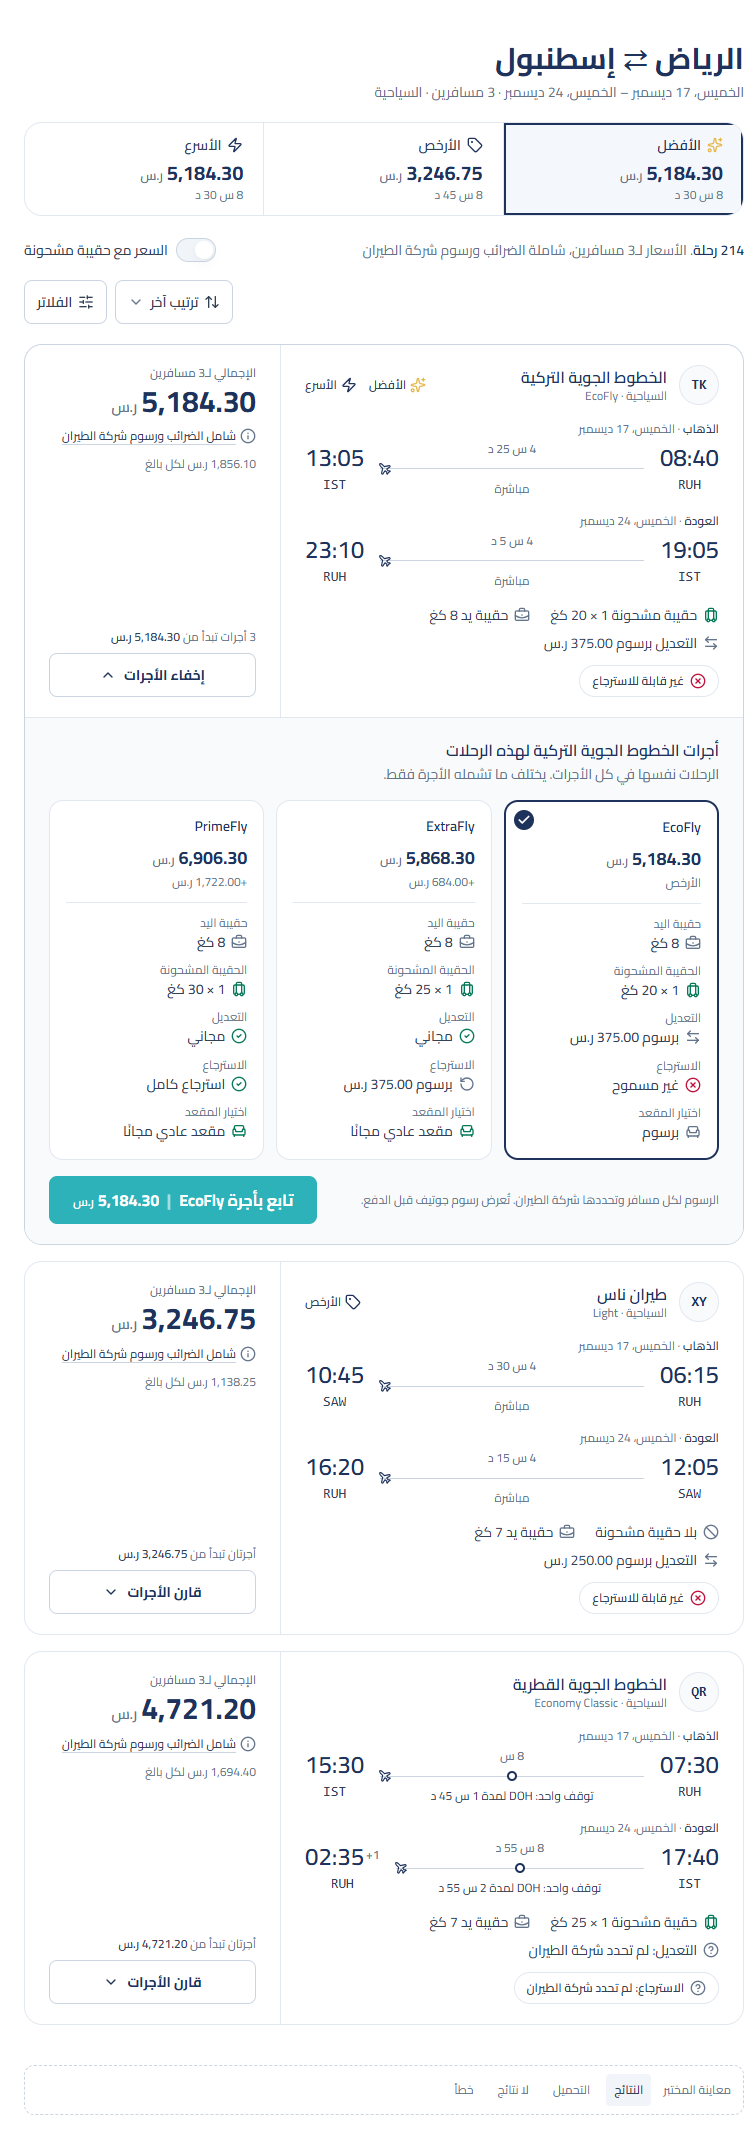 الرياض ⇄ إسطنبول
الخميس، 17 ديسمبر – الخميس، 24 ديسمبر · 3 مسافرين · السياحية
الأفضل
5,184.30 ر.س
8 س 30 د
الأرخص
3,246.75 ر.س
8 س 45 د
الأسرع
5,184.30 ر.س
8 س 30 د
214 رحلة. الأسعار لـ3 مسافرين، شاملة الضرائب ورسوم شركة الطيران
السعر مع حقيبة مشحونة
ترتيب آخر
الفلاتر
TK
الخطوط الجوية التركية
السياحية · EcoFly
الأفضل
الأسرع
الذهاب · الخميس، 17 ديسمبر
08:40
RUH
4 س 25 د
مباشرة
13:05
IST
العودة · الخميس، 24 ديسمبر
19:05
IST
4 س 5 د
مباشرة
23:10
RUH
حقيبة مشحونة 1 × 20 كغ
حقيبة يد 8 كغ
التعديل برسوم 375.00 ر.س
غير قابلة للاسترجاع
الإجمالي لـ3 مسافرين
5,184.30 ر.س
شامل الضرائب ورسوم شركة الطيران
1,856.10 ر.س لكل بالغ
3 أجرات تبدأ من 5,184.30 ر.س
إخفاء الأجرات
أجرات الخطوط الجوية التركية لهذه الرحلات
الرحلات نفسها في كل الأجرات. يختلف ما تشمله الأجرة فقط.
EcoFly
5,184.30 ر.س
الأرخص
حقيبة اليد
8 كغ
الحقيبة المشحونة
1 × 20 كغ
التعديل
برسوم 375.00 ر.س
الاسترجاع
غير مسموح
اختيار المقعد
برسوم
ExtraFly
5,868.30 ر.س
+684.00 ر.س
حقيبة اليد
8 كغ
الحقيبة المشحونة
1 × 25 كغ
التعديل
مجاني
الاسترجاع
برسوم 375.00 ر.س
اختيار المقعد
مقعد عادي مجانًا
PrimeFly
6,906.30 ر.س
+1,722.00 ر.س
حقيبة اليد
8 كغ
الحقيبة المشحونة
1 × 30 كغ
التعديل
مجاني
الاسترجاع
استرجاع كامل
اختيار المقعد
مقعد عادي مجانًا
الرسوم لكل مسافر وتحددها شركة الطيران. تُعرض رسوم جوتيف قبل الدفع.
تابع بأجرة EcoFly | 5,184.30 ر.س
XY
طيران ناس
السياحية · Light
الأرخص
الذهاب · الخميس، 17 ديسمبر
06:15
RUH
4 س 30 د
مباشرة
10:45
SAW
العودة · الخميس، 24 ديسمبر
12:05
SAW
4 س 15 د
مباشرة
16:20
RUH
بلا حقيبة مشحونة
حقيبة يد 7 كغ
التعديل برسوم 250.00 ر.س
غير قابلة للاسترجاع
الإجمالي لـ3 مسافرين
3,246.75 ر.س
شامل الضرائب ورسوم شركة الطيران
1,138.25 ر.س لكل بالغ
أجرتان تبدأ من 3,246.75 ر.س
قارن الأجرات
QR
الخطوط الجوية القطرية
السياحية · Economy Classic
الذهاب · الخميس، 17 ديسمبر
07:30
RUH
8 س
توقف واحد: DOH لمدة 1 س 45 د
15:30
IST
العودة · الخميس، 24 ديسمبر
17:40
IST
8 س 55 د
توقف واحد: DOH لمدة 2 س 55 د
02:35 +1
RUH
حقيبة مشحونة 1 × 25 كغ
حقيبة يد 7 كغ
التعديل: لم تحدد شركة الطيران
الاسترجاع: لم تحدد شركة الطيران
الإجمالي لـ3 مسافرين
4,721.20 ر.س
شامل الضرائب ورسوم شركة الطيران
1,694.40 ر.س لكل بالغ
أجرتان تبدأ من 4,721.20 ر.س
قارن الأجرات
معاينة المختبر
النتائج
التحميل
لا نتائج
خطأ